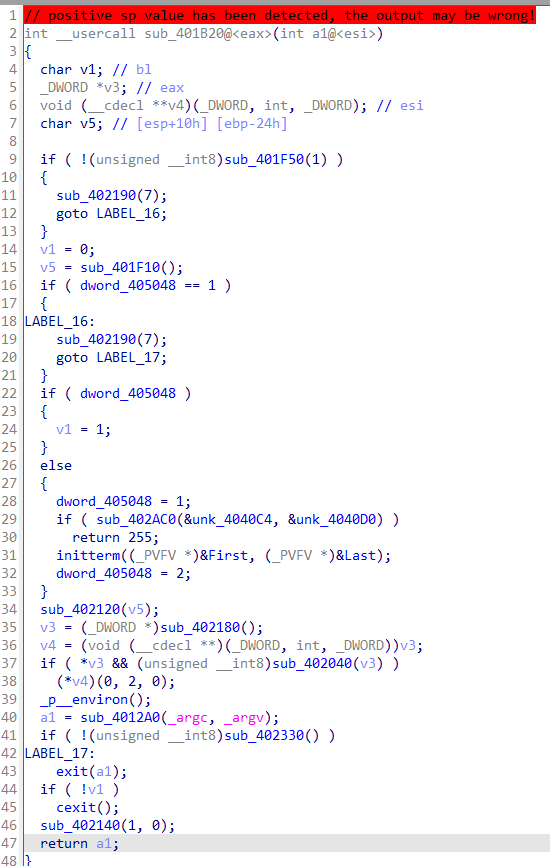 1 // positive sp value has been detected, the output may be wrong!
2 int __usercall sub_401B20@<eax>(int a1@<esi>)
3 {
4   char v1; // bl
5   _DWORD *v3; // eax
6   void (__cdecl **v4)(_DWORD, int, _DWORD); // esi
7   char v5; // [esp+10h] [ebp-24h]
8
9   if ( !(unsigned __int8)sub_401F50(1) )
10   {
11     sub_402190(7);
12     goto LABEL_16;
13   }
14   v1 = 0;
15   v5 = sub_401F10();
16   if ( dword_405048 == 1 )
17   {
18 LABEL_16:
19     sub_402190(7);
20     goto LABEL_17;
21   }
22   if ( dword_405048 )
23   {
24     v1 = 1;
25   }
26   else
27   {
28     dword_405048 = 1;
29     if ( sub_402AC0(&unk_4040C4, &unk_4040D0) )
30       return 255;
31     initterm((_PVFV *)&First, (_PVFV *)&Last);
32     dword_405048 = 2;
33   }
34   sub_402120(v5);
35   v3 = (_DWORD *)sub_402180();
36   v4 = (void (__cdecl **)(_DWORD, int, _DWORD))v3;
37   if ( *v3 && (unsigned __int8)sub_402040(v3) )
38     (*v4)(0, 2, 0);
39   _p__environ();
40   a1 = sub_4012A0(_argc, _argv);
41   if ( !(unsigned __int8)sub_402330() )
42 LABEL_17:
43     exit(a1);
44   if ( !v1 )
45     cexit();
46   sub_402140(1, 0);
47   return a1;
48 }